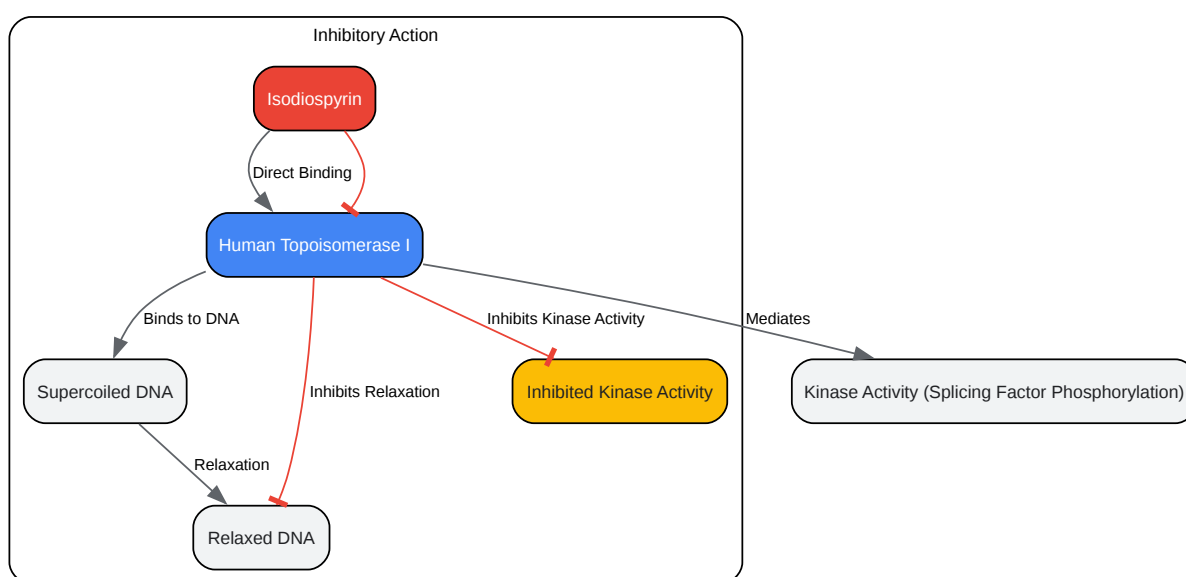 Inhibitory Action
Isodiospyrin
Direct Binding
Human Topoisomerase I
Binds to DNA
Inhibits Kinase Activity
Mediates
Supercoiled DNA
Inhibits Relaxation
Inhibited Kinase Activity
Kinase Activity (Splicing Factor Phosphorylation)
Relaxation
Relaxed DNA